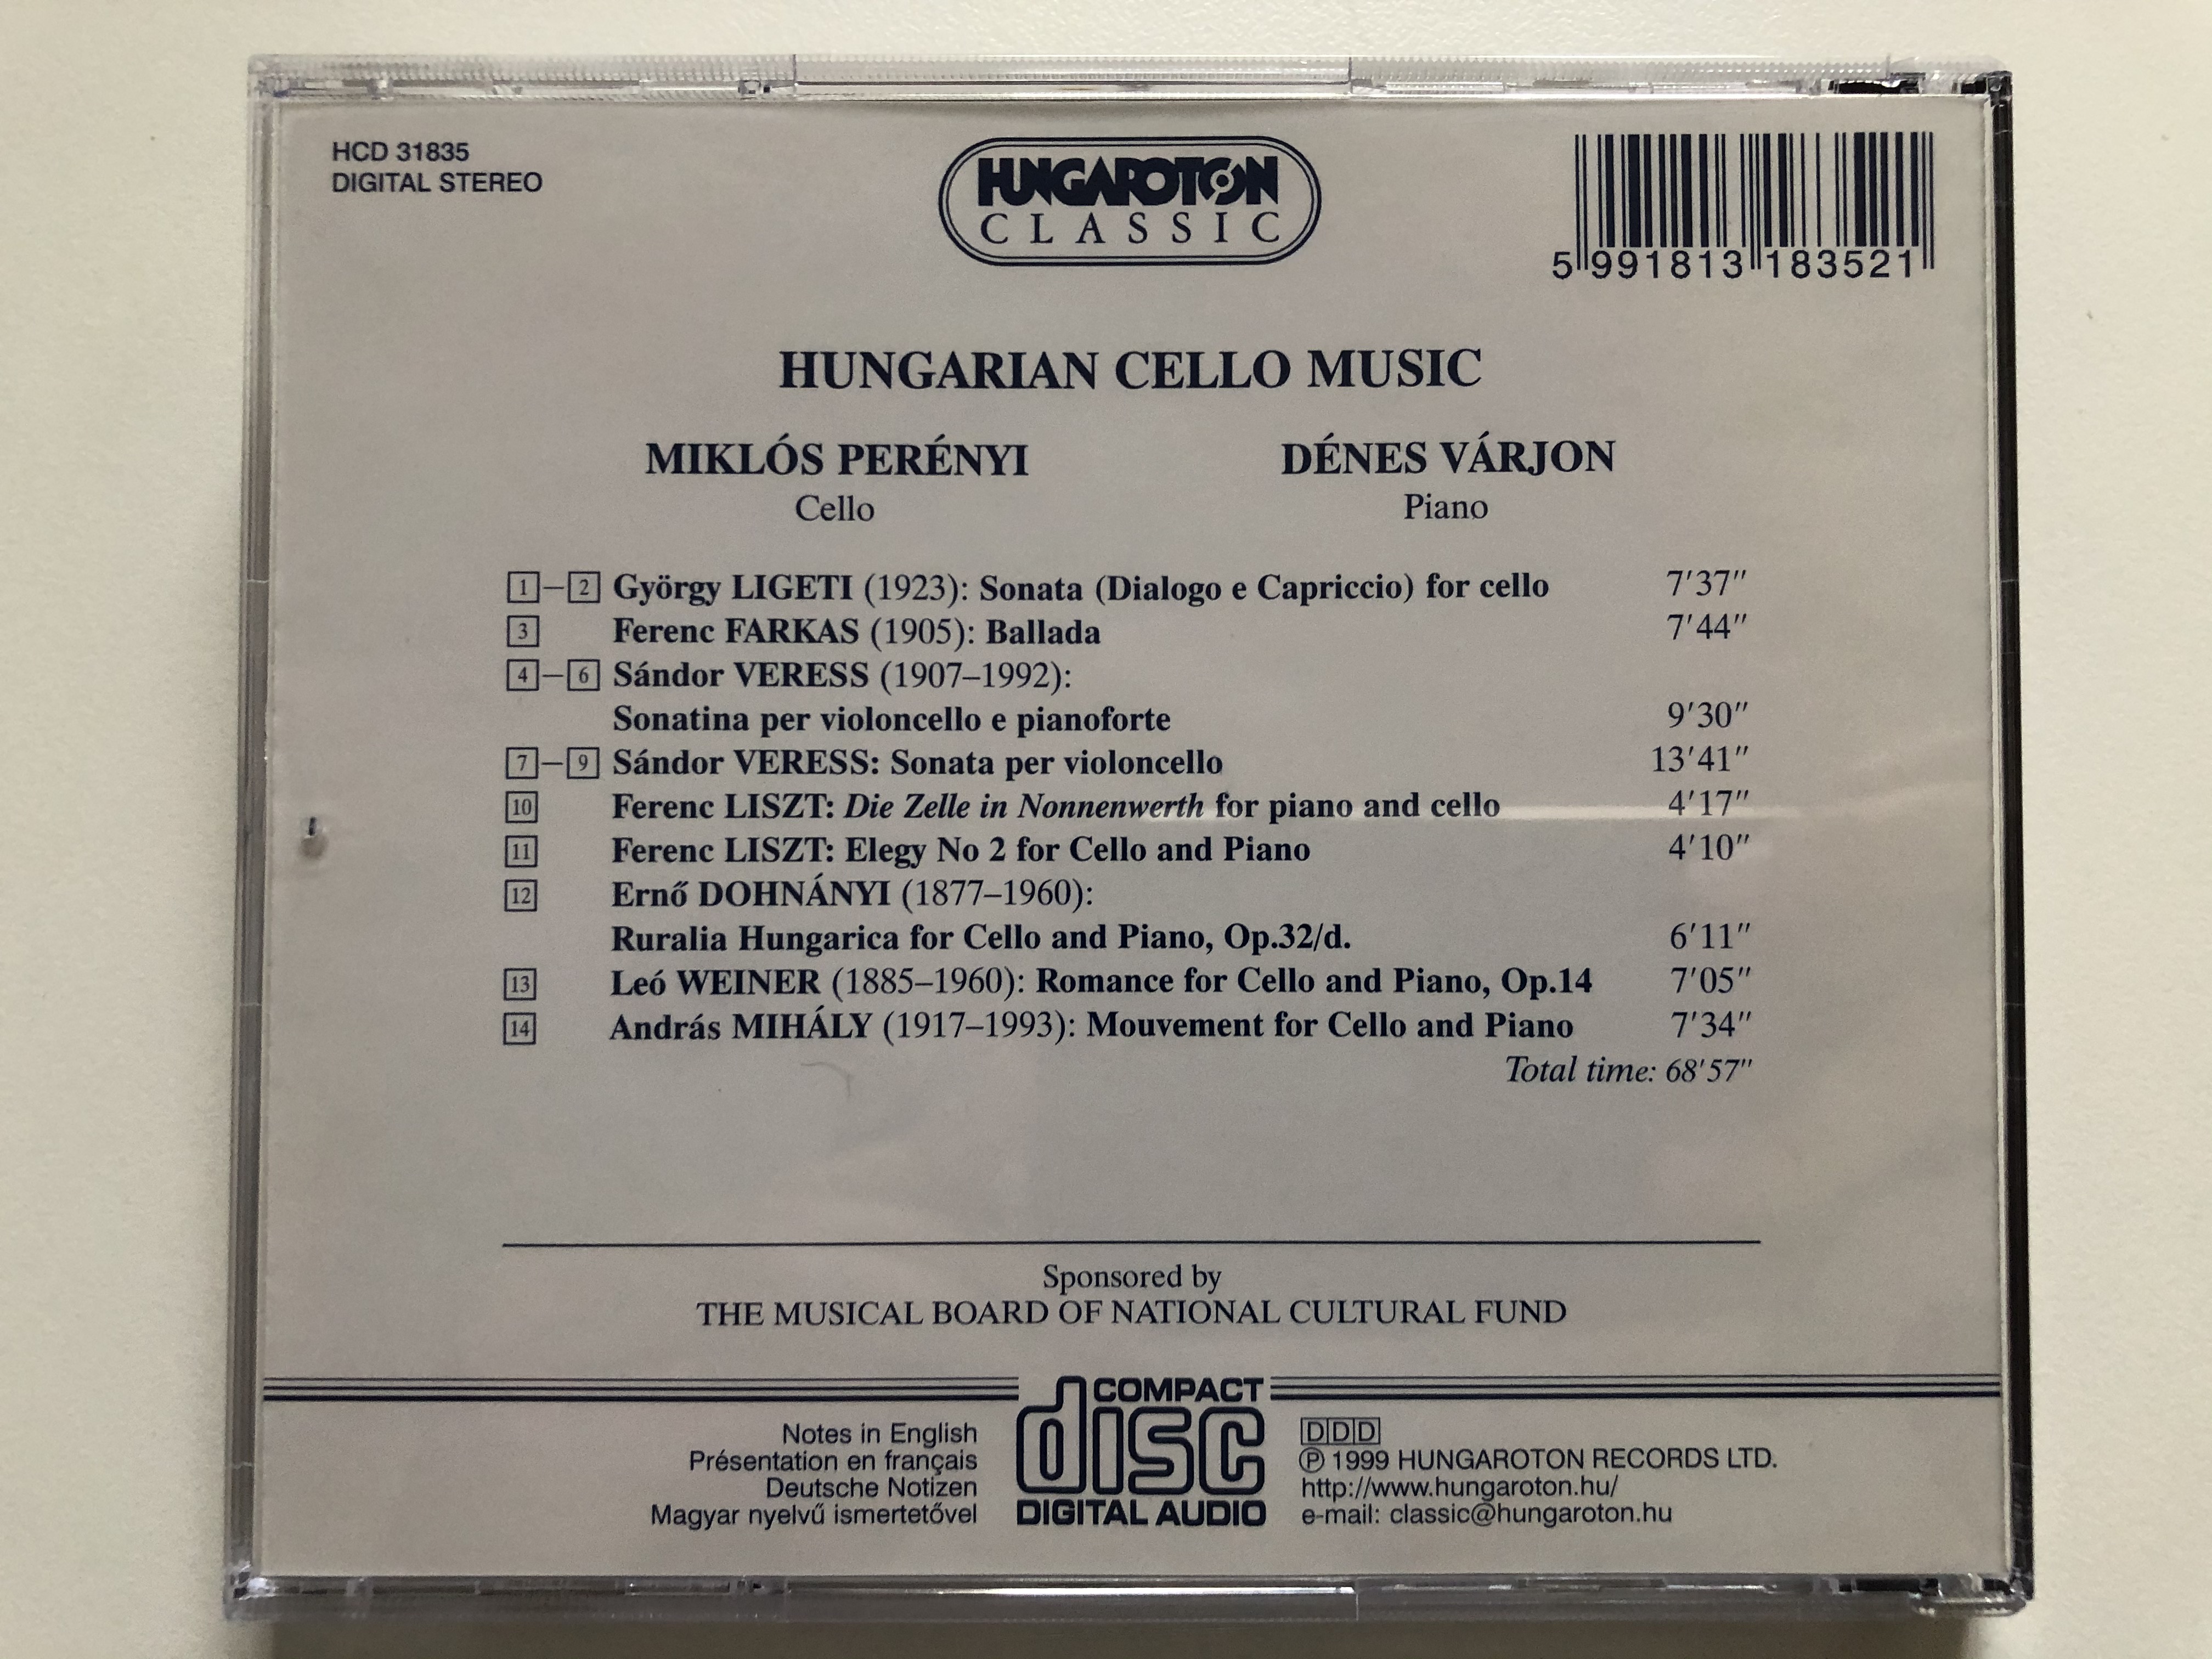 HCD 31835
DIGITAL STEREO
HUNGAROTON
CLASSIC
5 991813 183521
HUNGARIAN CELLO MUSIC
MIKLÓS PERÉNYI DÉNES VÁRJON
Cello Piano
1–2 György LIGETI (1923): Sonata (Dialogo e Capriccio) for cello 7′37″
3 Ferenc FARKAS (1905): Ballada 7′44″
4–6 Sándor VERESS (1907–1992):
Sonatina per violoncello e pianoforte 9′30″
7–9 Sándor VERESS: Sonata per violoncello 13′41″
10 Ferenc LISZT: Die Zelle in Nonnenwerth for piano and cello 4′17″
11 Ferenc LISZT: Elegy No 2 for Cello and Piano 4′10″
12 Ernő DOHNÁNYI (1877–1960):
Ruralia Hungarica for Cello and Piano, Op.32/d. 6′11″
13 Leó WEINER (1885–1960): Romance for Cello and Piano, Op.14 7′05″
14 András MIHÁLY (1917–1993): Mouvement for Cello and Piano 7′34″
Total time: 68′57″
Sponsored by
THE MUSICAL BOARD OF NATIONAL CULTURAL FUND
Notes in English
Présentation en français
Deutsche Notizen
Magyar nyelvű ismertetővel
COMPACT
disc
DIGITAL AUDIO
DDD
℗ 1999 HUNGAROTON RECORDS LTD.
http://www.hungaroton.hu/
e-mail: classic@hungaroton.hu